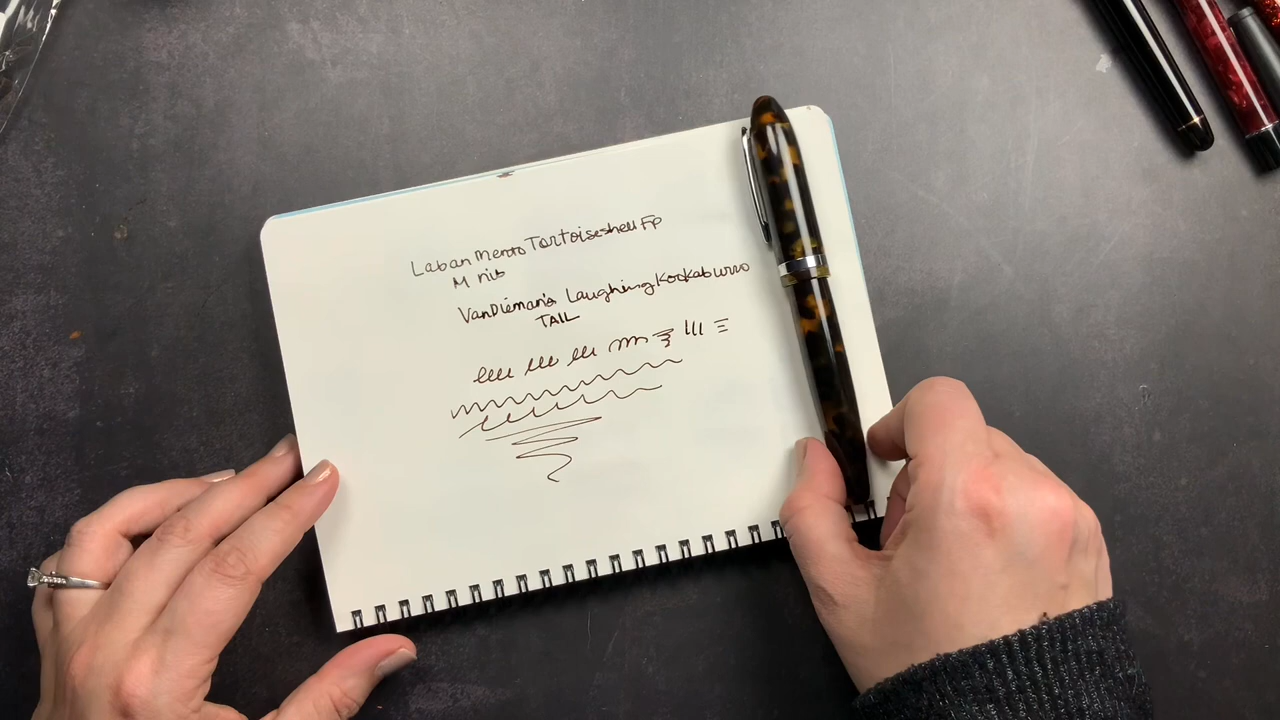 Laban Mento Tortoiseshell FP
M nib
VanDieman's Laughing Kookaburra
TAIL